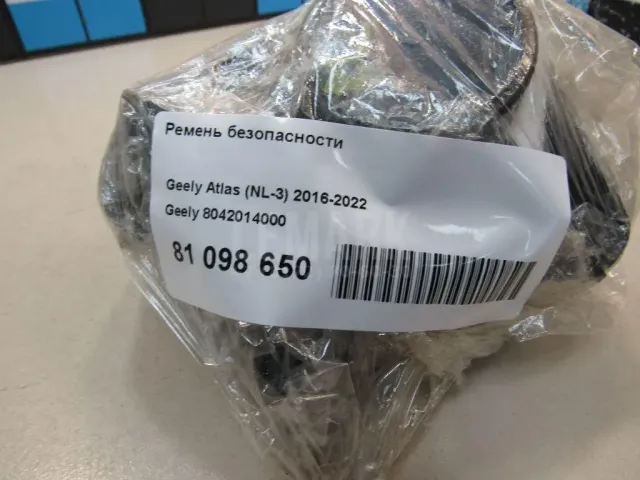 Ремень безопасности
Geely Atlas (NL-3) 2016-2022
Geely 8042014000
81 098 650